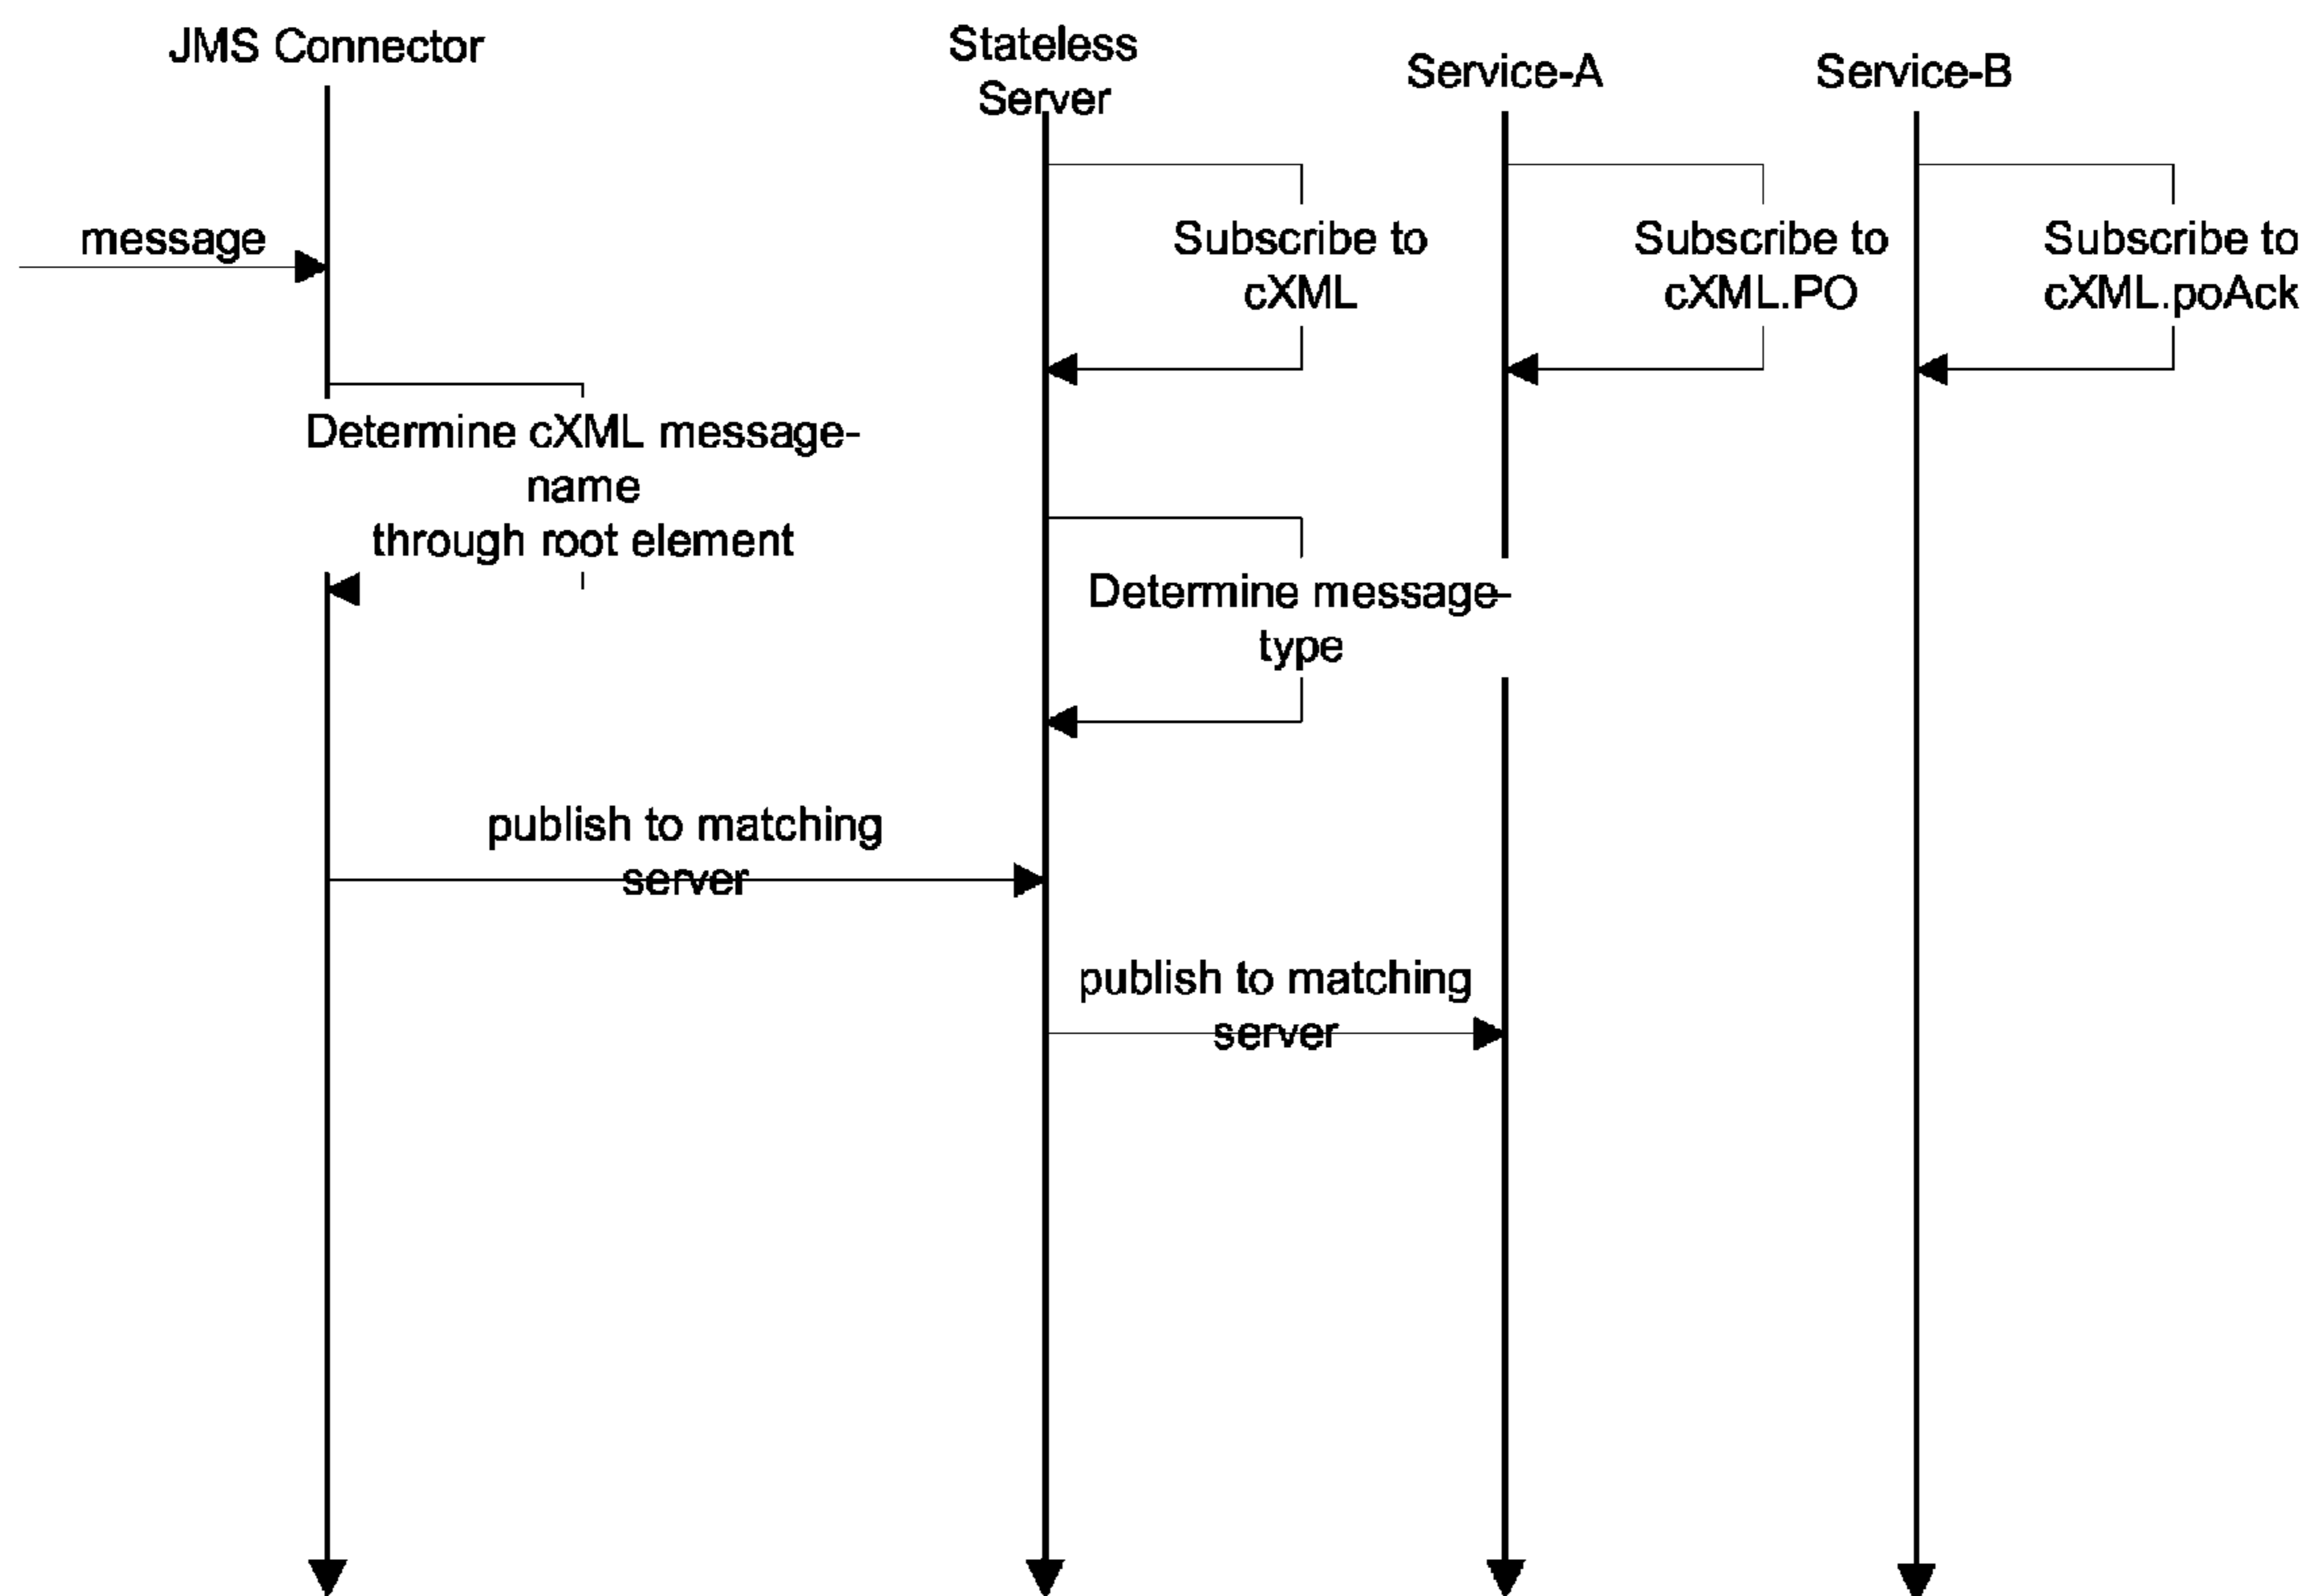 JMS Connector
Stateless
Server
Service-A
Service-B
message
Subscribe to
cXML
Subscribe to
cXML.PO
Subscribe to
cXML.poAck
Determine cXML message-
name
through root element
Determine message-
type
publish to matching
server
publish to matching
server